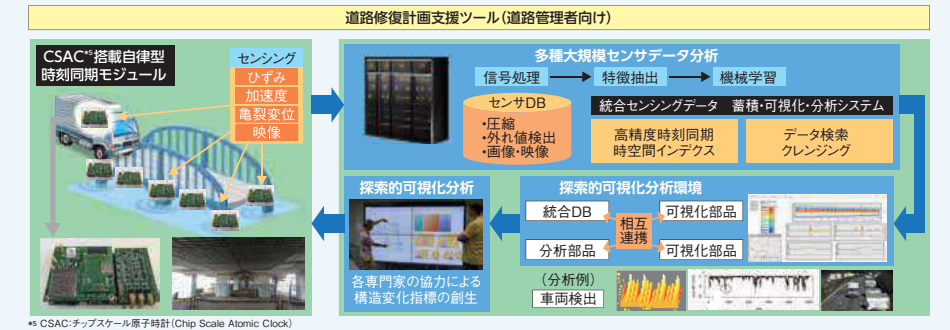 道路修復計画支援ツール(道路管理者向け)
CSAC*5搭載自律型
時刻同期モジュール
センシング
ひずみ
加速度
亀裂変位
映像
多種大規模センサデータ分析
信号処理
特徴抽出
機械学習
センサDB
・圧縮
・外れ値検出
・画像・映像
統合センシングデータ 蓄積・可視化・分析システム
高精度時刻同期
時空間インデクス
データ検索
クレンジング
探索的可視化分析
各専門家の協力による
構造変化指標の創生
探索的可視化分析環境
統合DB
可視化部品
相互
連携
分析部品
可視化部品
(分析例)
車両検出
*5 CSAC:チップスケール原子時計(Chip Scale Atomic Clock)